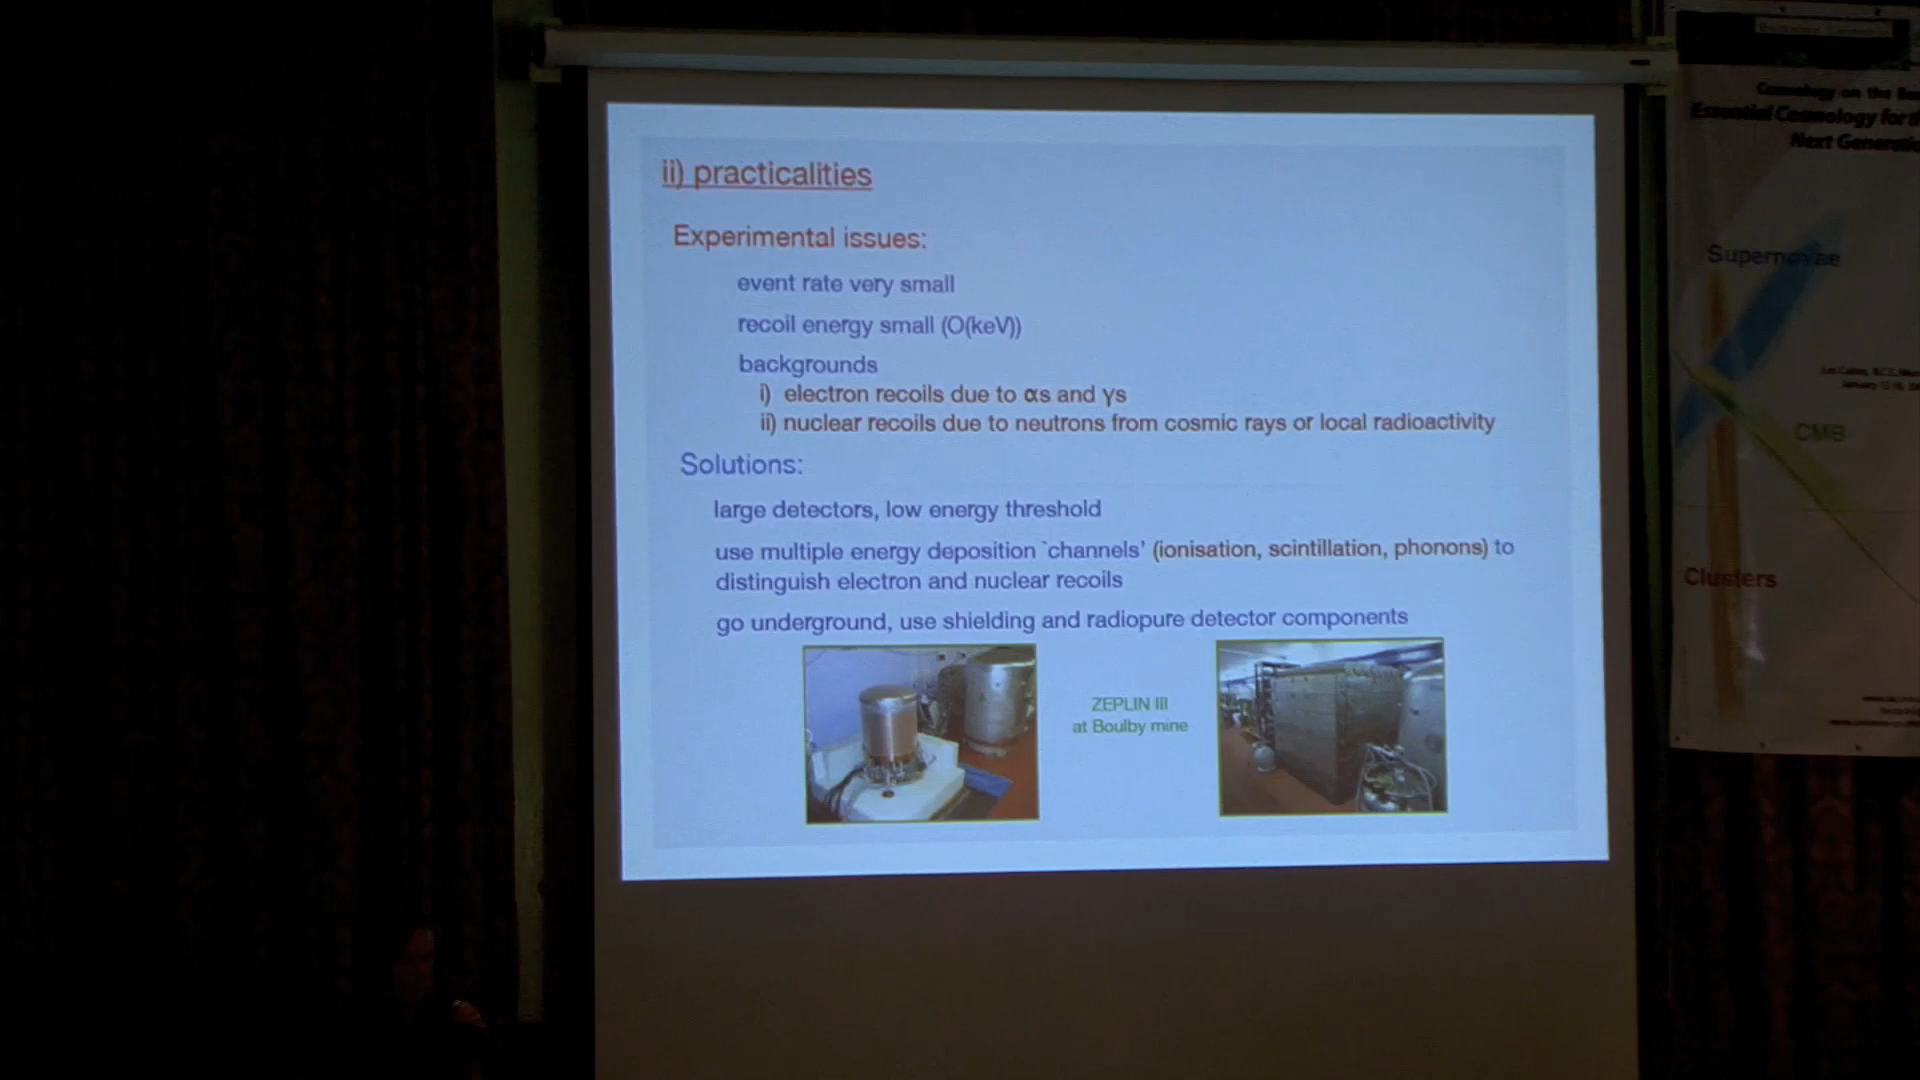 ii) practicalities
Experimental issues:
event rate very small
recoil energy small (O(keV))
backgrounds
i) electron recoils due to αs and γs
ii) nuclear recoils due to neutrons from cosmic rays or local radioactivity
Solutions:
large detectors, low energy threshold
use multiple energy deposition `channels' (ionisation, scintillation, phonons) to
distinguish electron and nuclear recoils
go underground, use shielding and radiopure detector components
ZEPLIN III
at Boulby mine
Cosmology on the
Essential Cosmology for
Next
Supernovae
CMB
Clusters